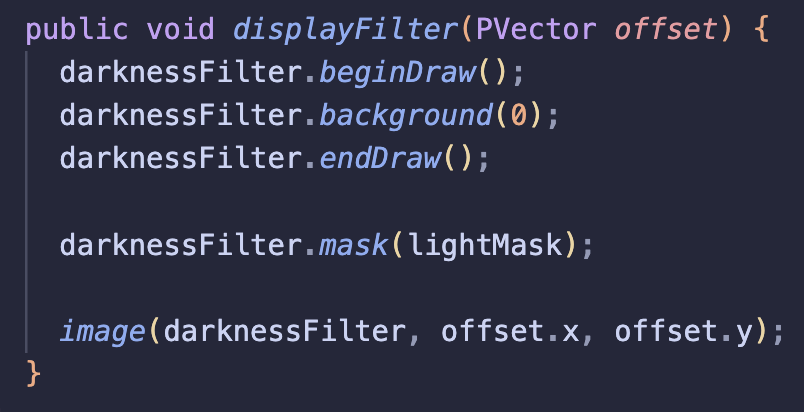 public void displayFilter(PVector offset) {
  darknessFilter.beginDraw();
  darknessFilter.background(0);
  darknessFilter.endDraw();

  darknessFilter.mask(lightMask);

  image(darknessFilter, offset.x, offset.y);
}